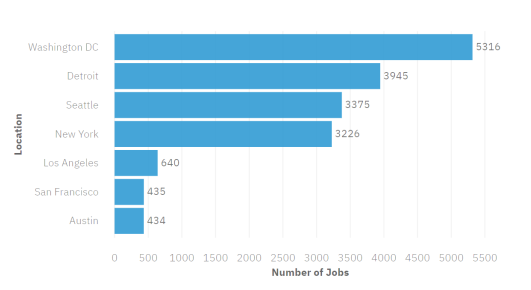 Washington DC 5316
Detroit 3945
Seattle 3375
New York 3226
Los Angeles 640
San Francisco 435
Austin 434
Location
0 500 1000 1500 2000 2500 3000 3500 4000 4500 5000 5500
Number of Jobs